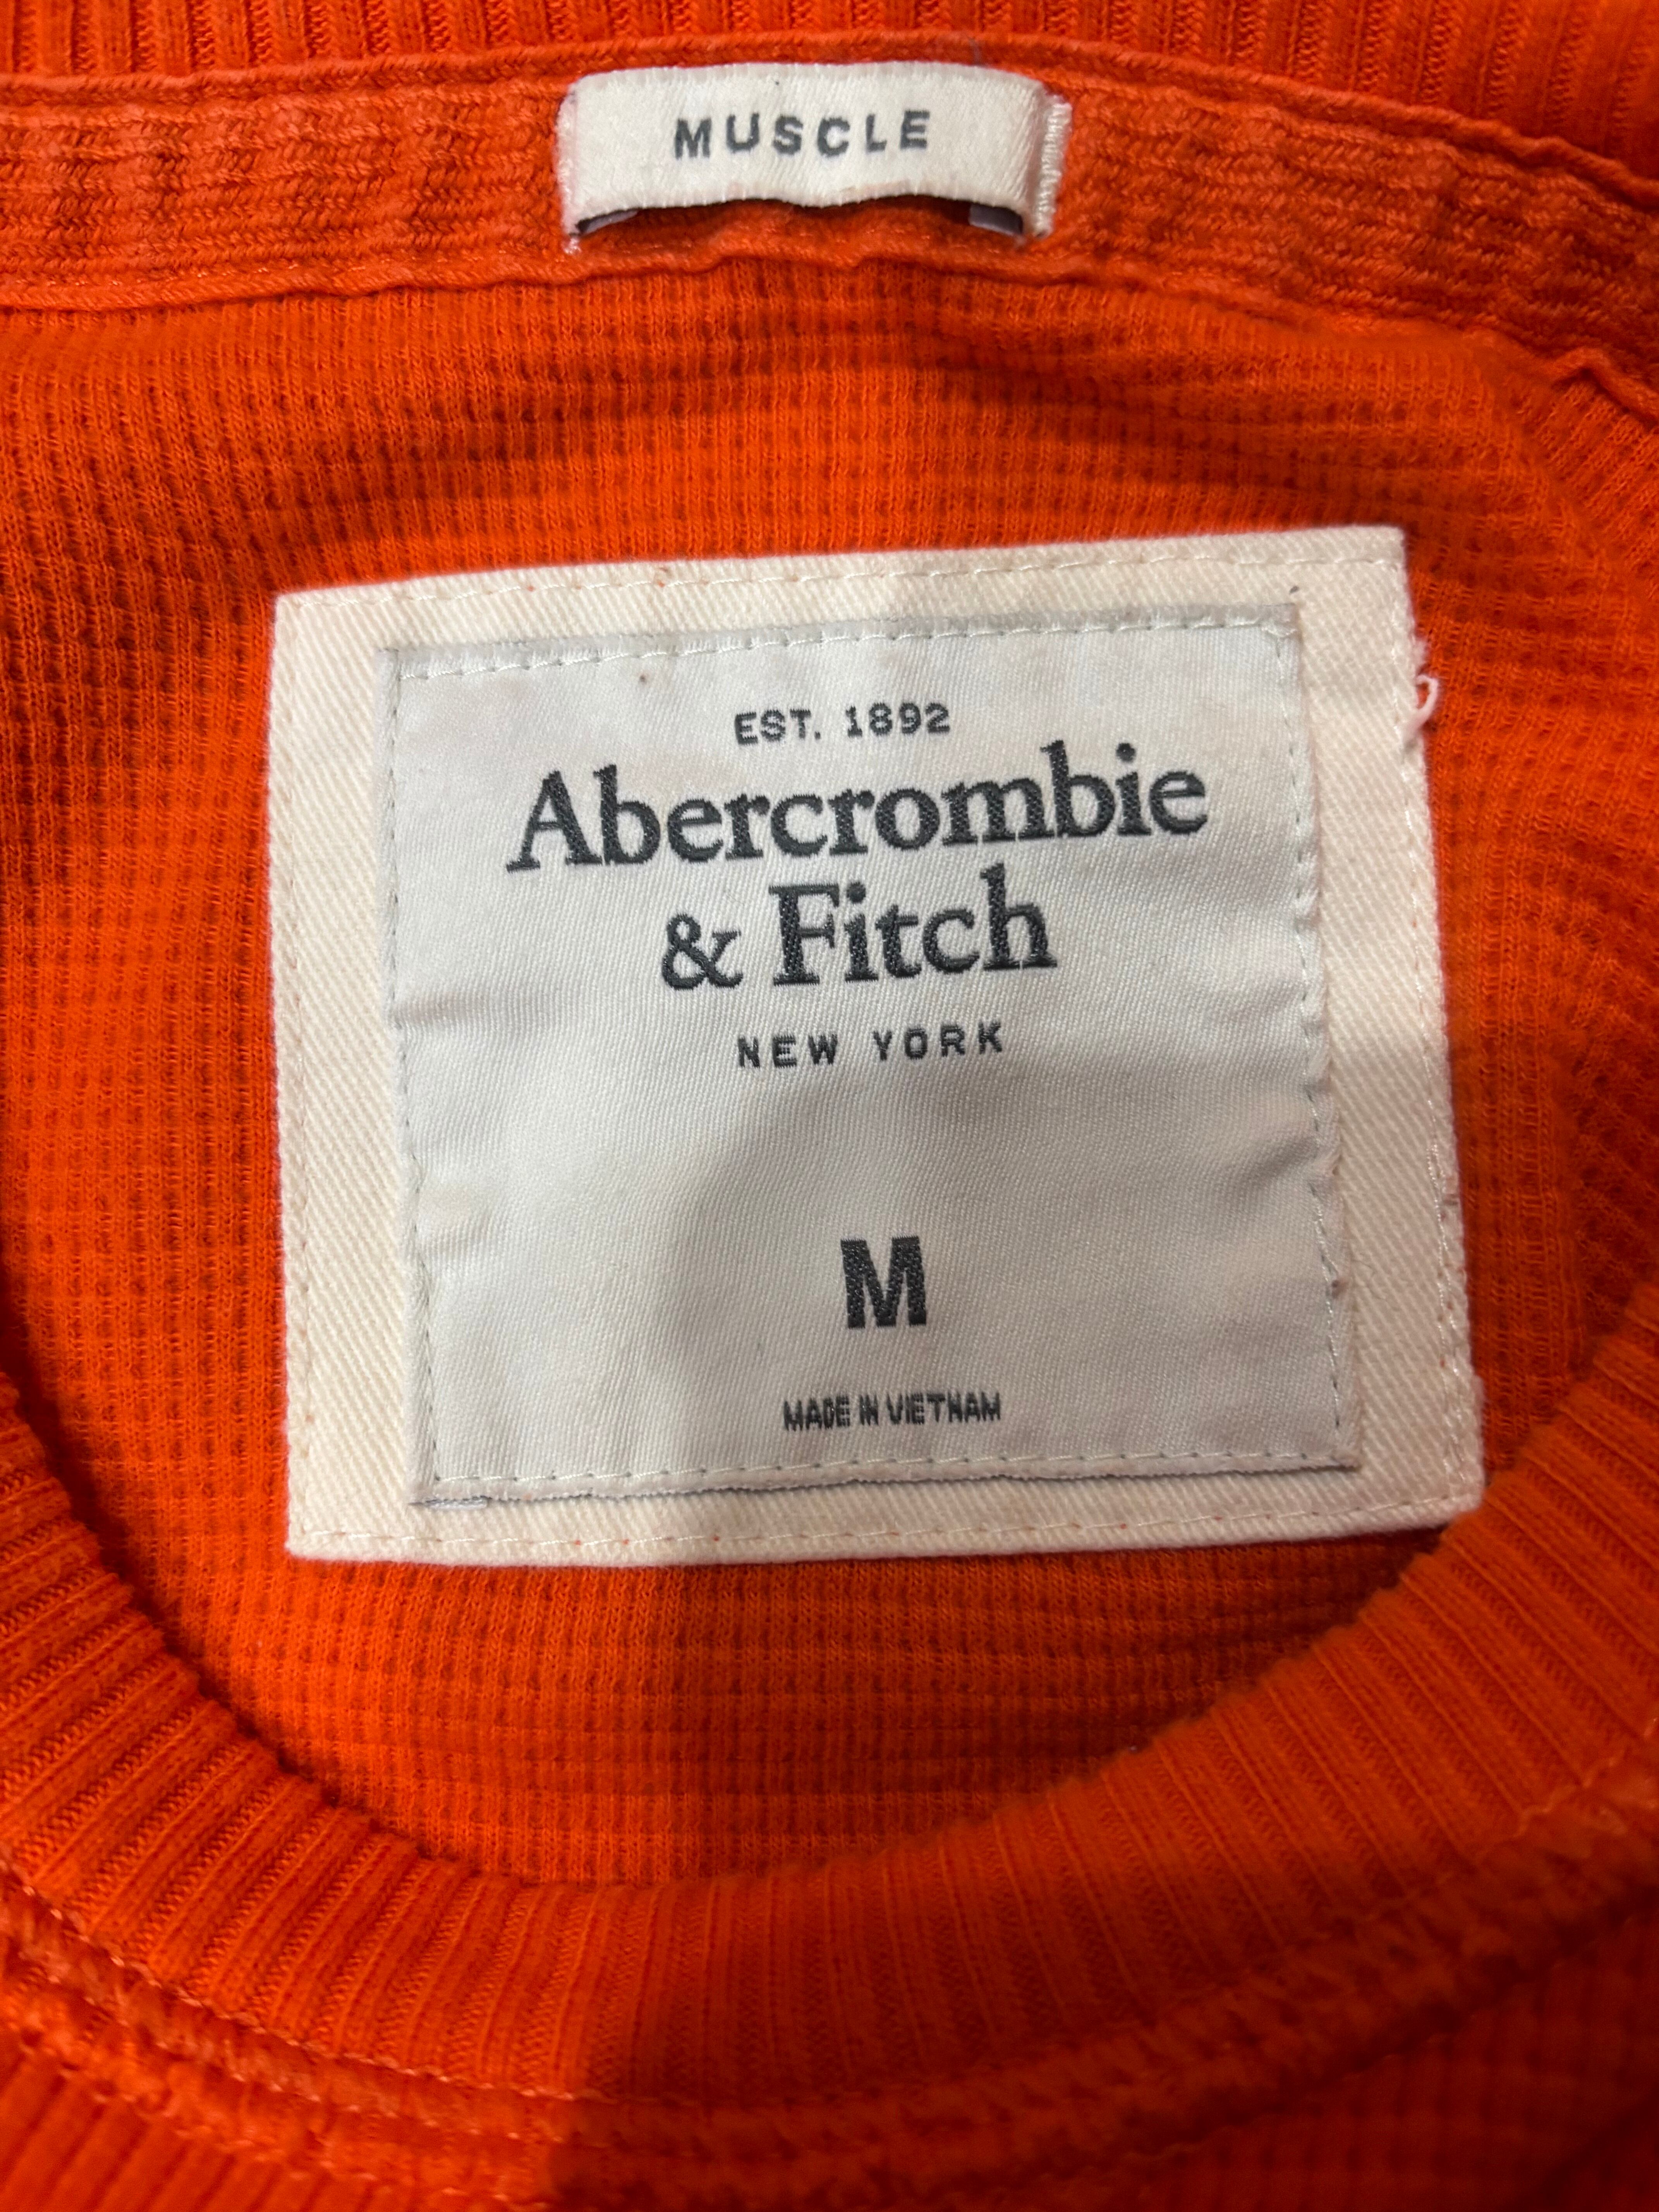 MUSCLE
EST. 1892
Abercrombie
& Fitch
NEW YORK
M
MADE IN VIETNAM